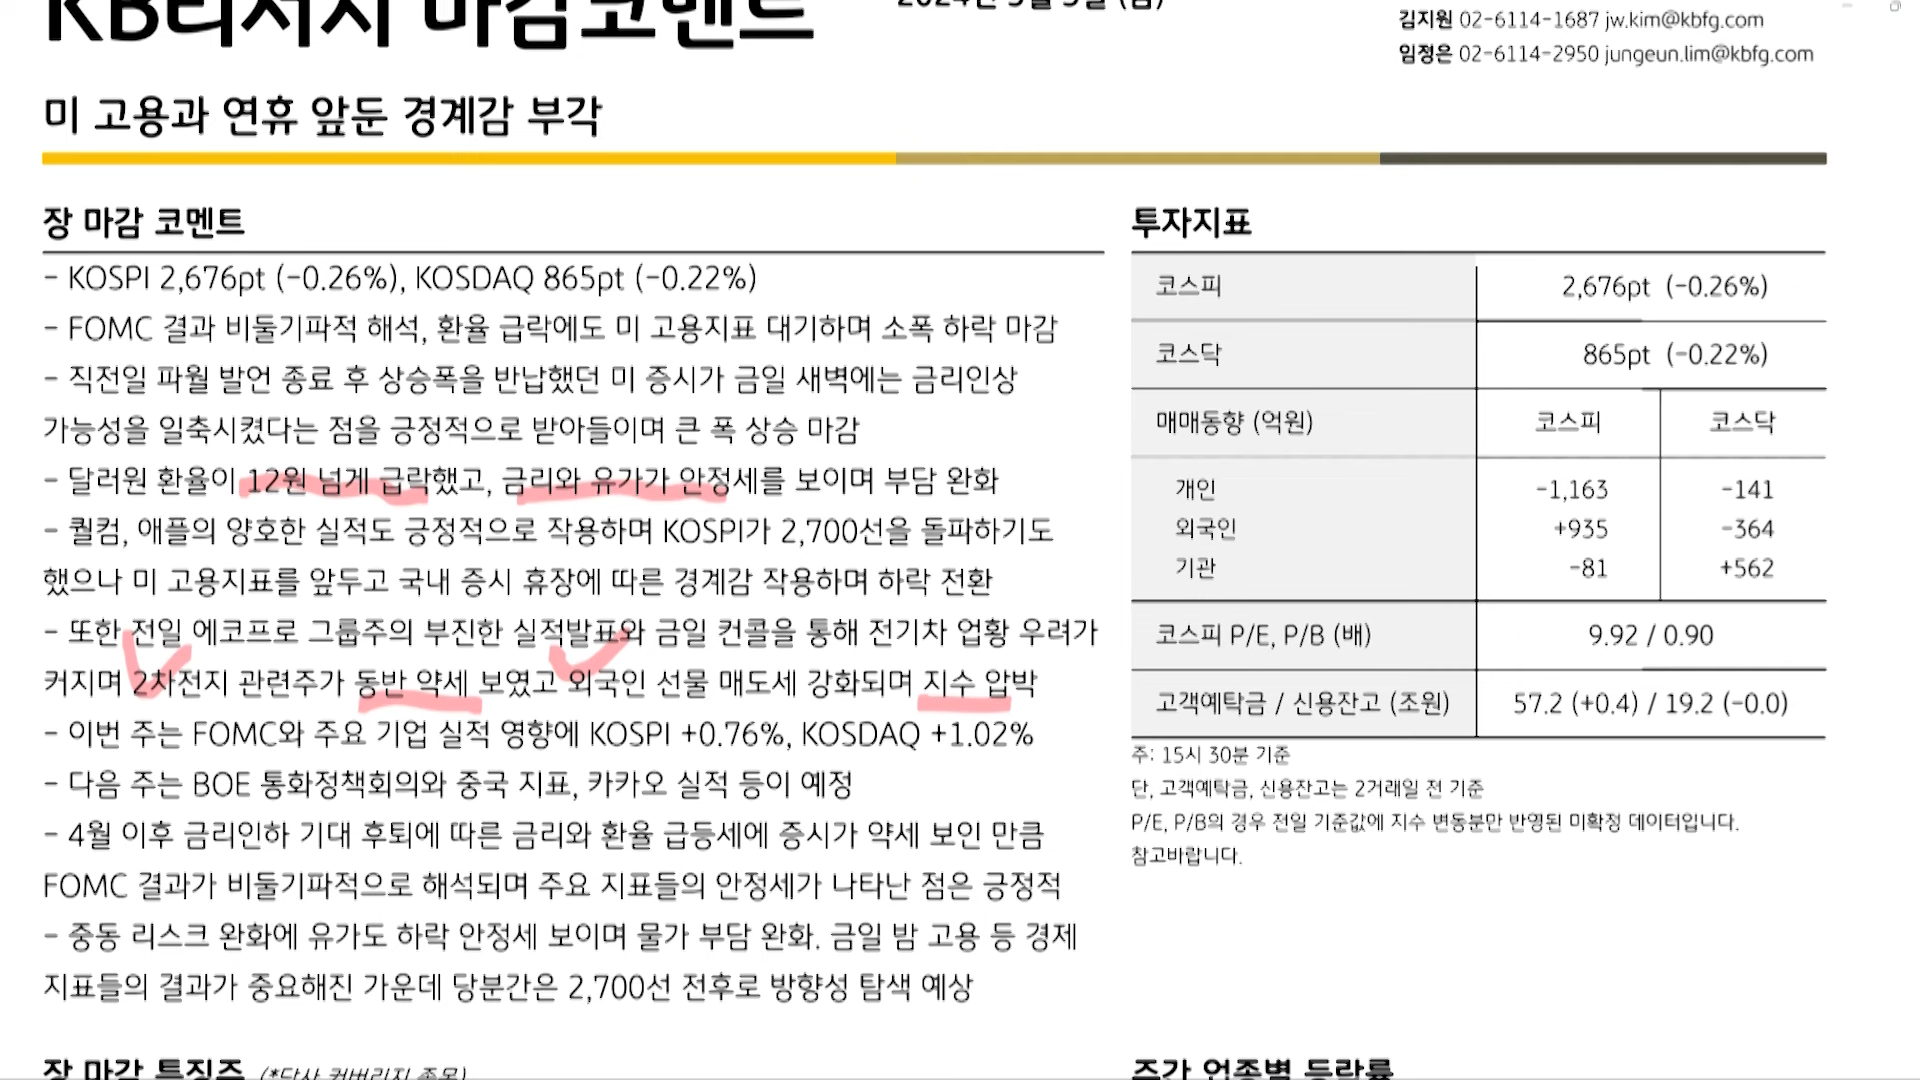 KB리서치 마감코멘트
2024년 5월 3일 (금)
김지원 02-6114-1687 jw.kim@kbfg.com
임정은 02-6114-2950 jungeun.lim@kbfg.com
미 고용과 연휴 앞둔 경계감 부각
장 마감 코멘트
- KOSPI 2,676pt (-0.26%), KOSDAQ 865pt (-0.22%)
- FOMC 결과 비둘기파적 해석, 환율 급락에도 미 고용지표 대기하며 소폭 하락 마감
- 직전일 파월 발언 종료 후 상승폭을 반납했던 미 증시가 금일 새벽에는 금리인상
가능성을 일축시켰다는 점을 긍정적으로 받아들이며 큰 폭 상승 마감
- 달러원 환율이 12원 넘게 급락했고, 금리와 유가가 안정세를 보이며 부담 완화
- 퀄컴, 애플의 양호한 실적도 긍정적으로 작용하며 KOSPI가 2,700선을 돌파하기도
했으나 미 고용지표를 앞두고 국내 증시 휴장에 따른 경계감 작용하며 하락 전환
- 또한 전일 에코프로 그룹주의 부진한 실적발표와 금일 컨콜을 통해 전기차 업황 우려가
커지며 2차전지 관련주가 동반 약세 보였고 외국인 선물 매도세 강화되며 지수 압박
- 이번 주는 FOMC와 주요 기업 실적 영향에 KOSPI +0.76%, KOSDAQ +1.02%
- 다음 주는 BOE 통화정책회의와 중국 지표, 카카오 실적 등이 예정
- 4월 이후 금리인하 기대 후퇴에 따른 금리와 환율 급등세에 증시가 약세 보인 만큼
FOMC 결과가 비둘기파적으로 해석되며 주요 지표들의 안정세가 나타난 점은 긍정적
- 중동 리스크 완화에 유가도 하락 안정세 보이며 물가 부담 완화. 금일 밤 고용 등 경제
지표들의 결과가 중요해진 가운데 당분간은 2,700선 전후로 방향성 탐색 예상
투자지표
코스피 2,676pt (-0.26%)
코스닥 865pt (-0.22%)
매매동향 (억원) 코스피 코스닥
개인 -1,163 -141
외국인 +935 -364
기관 -81 +562
코스피 P/E, P/B (배) 9.92 / 0.90
고객예탁금 / 신용잔고 (조원) 57.2 (+0.4) / 19.2 (-0.0)
주: 15시 30분 기준
단, 고객예탁금, 신용잔고는 2거래일 전 기준
P/E, P/B의 경우 전일 기준값에 지수 변동분만 반영된 미확정 데이터입니다.
참고바랍니다.
장 마감 특징주 (*당사 커버리지 종목)
주간 업종별 등락률